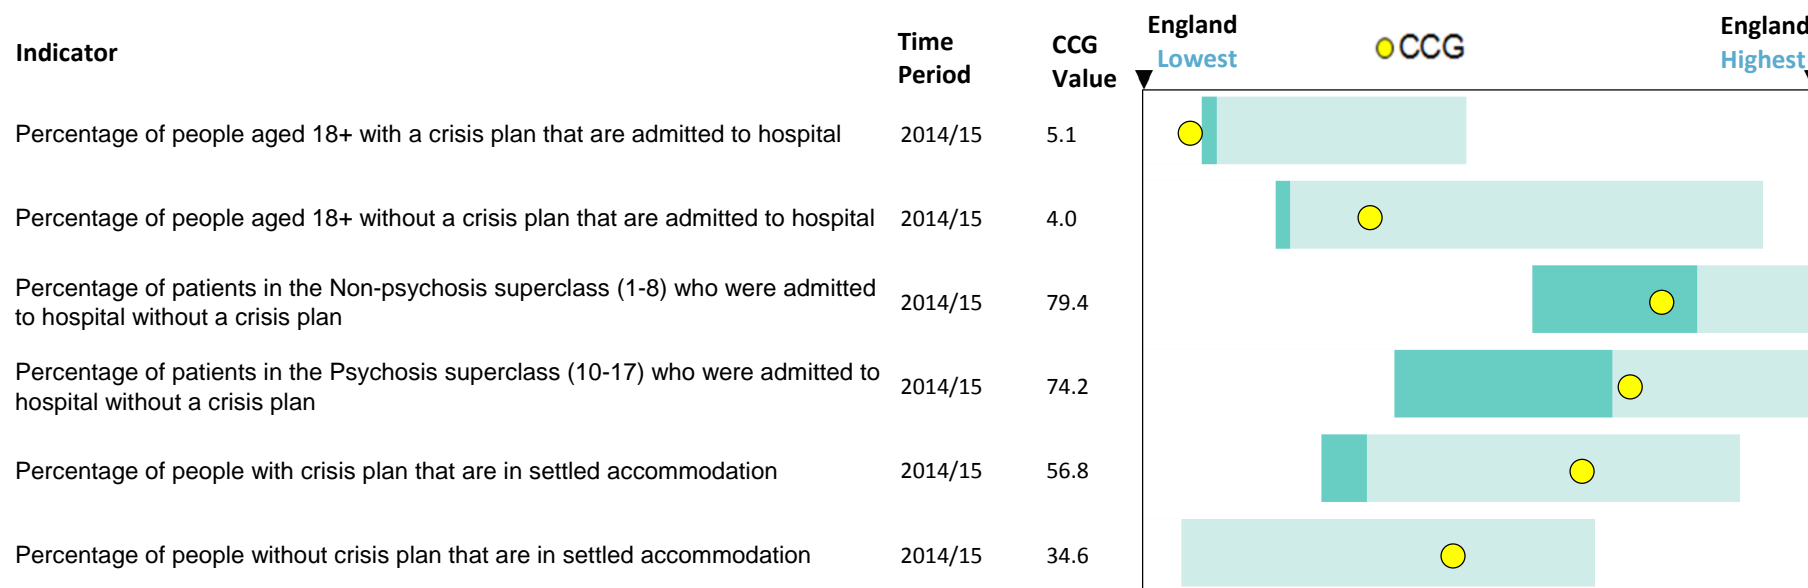 Indicator
Time Period
CCG Value
England Lowest
CCG
England Highest
Percentage of people aged 18+ with a crisis plan that are admitted to hospital 2014/15 5.1
Percentage of people aged 18+ without a crisis plan that are admitted to hospital 2014/15 4.0
Percentage of patients in the Non-psychosis superclass (1-8) who were admitted
to hospital without a crisis plan
2014/15 79.4
Percentage of patients in the Psychosis superclass (10-17) who were admitted to
hospital without a crisis plan
2014/15 74.2
Percentage of people with crisis plan that are in settled accommodation 2014/15 56.8
Percentage of people without crisis plan that are in settled accommodation 2014/15 34.6